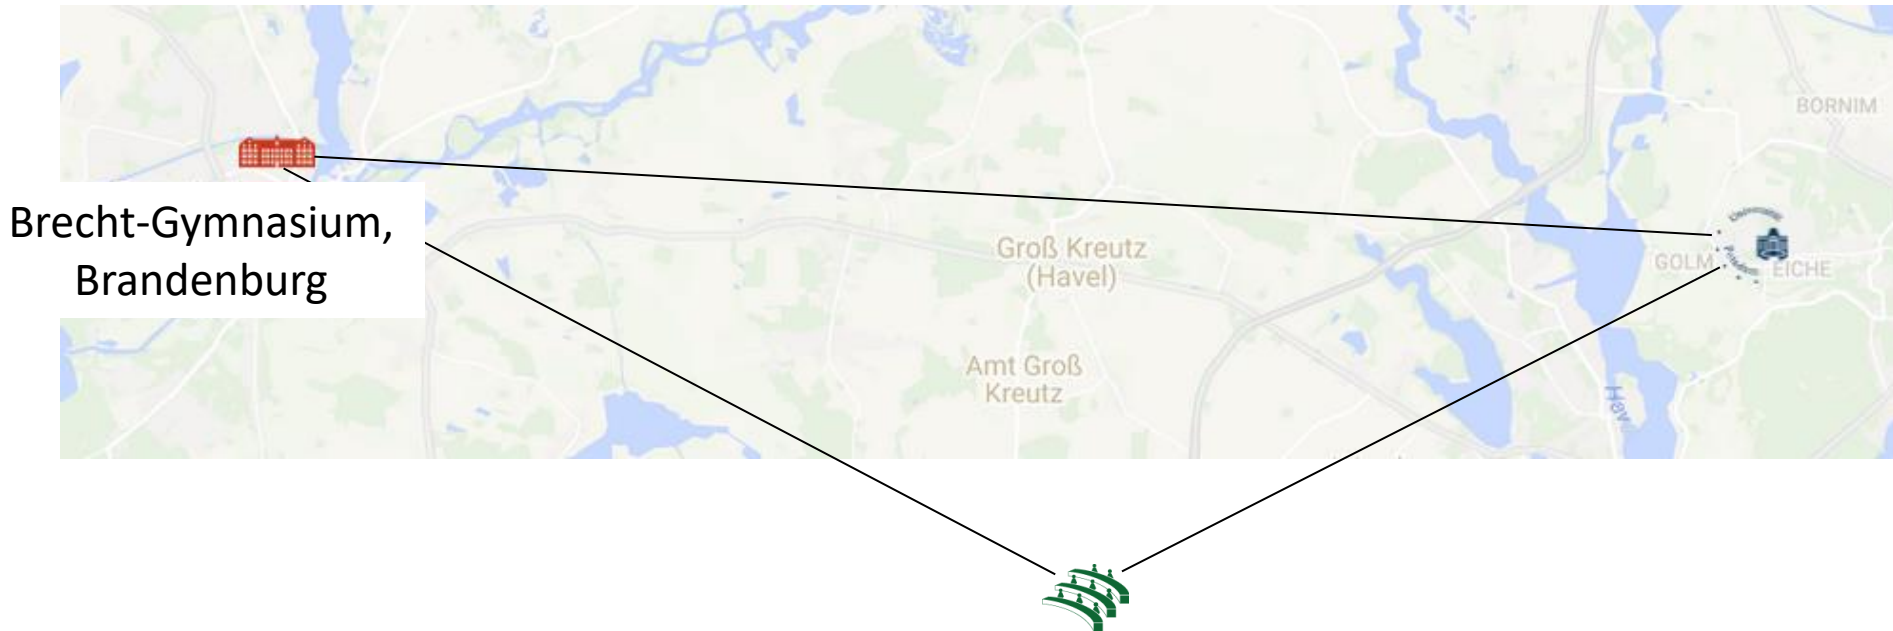 BORNIM
Brecht-Gymnasium,
Brandenburg
Groß Kreutz
(Havel)
GOLM
EICHE
Amt Groß
Kreutz